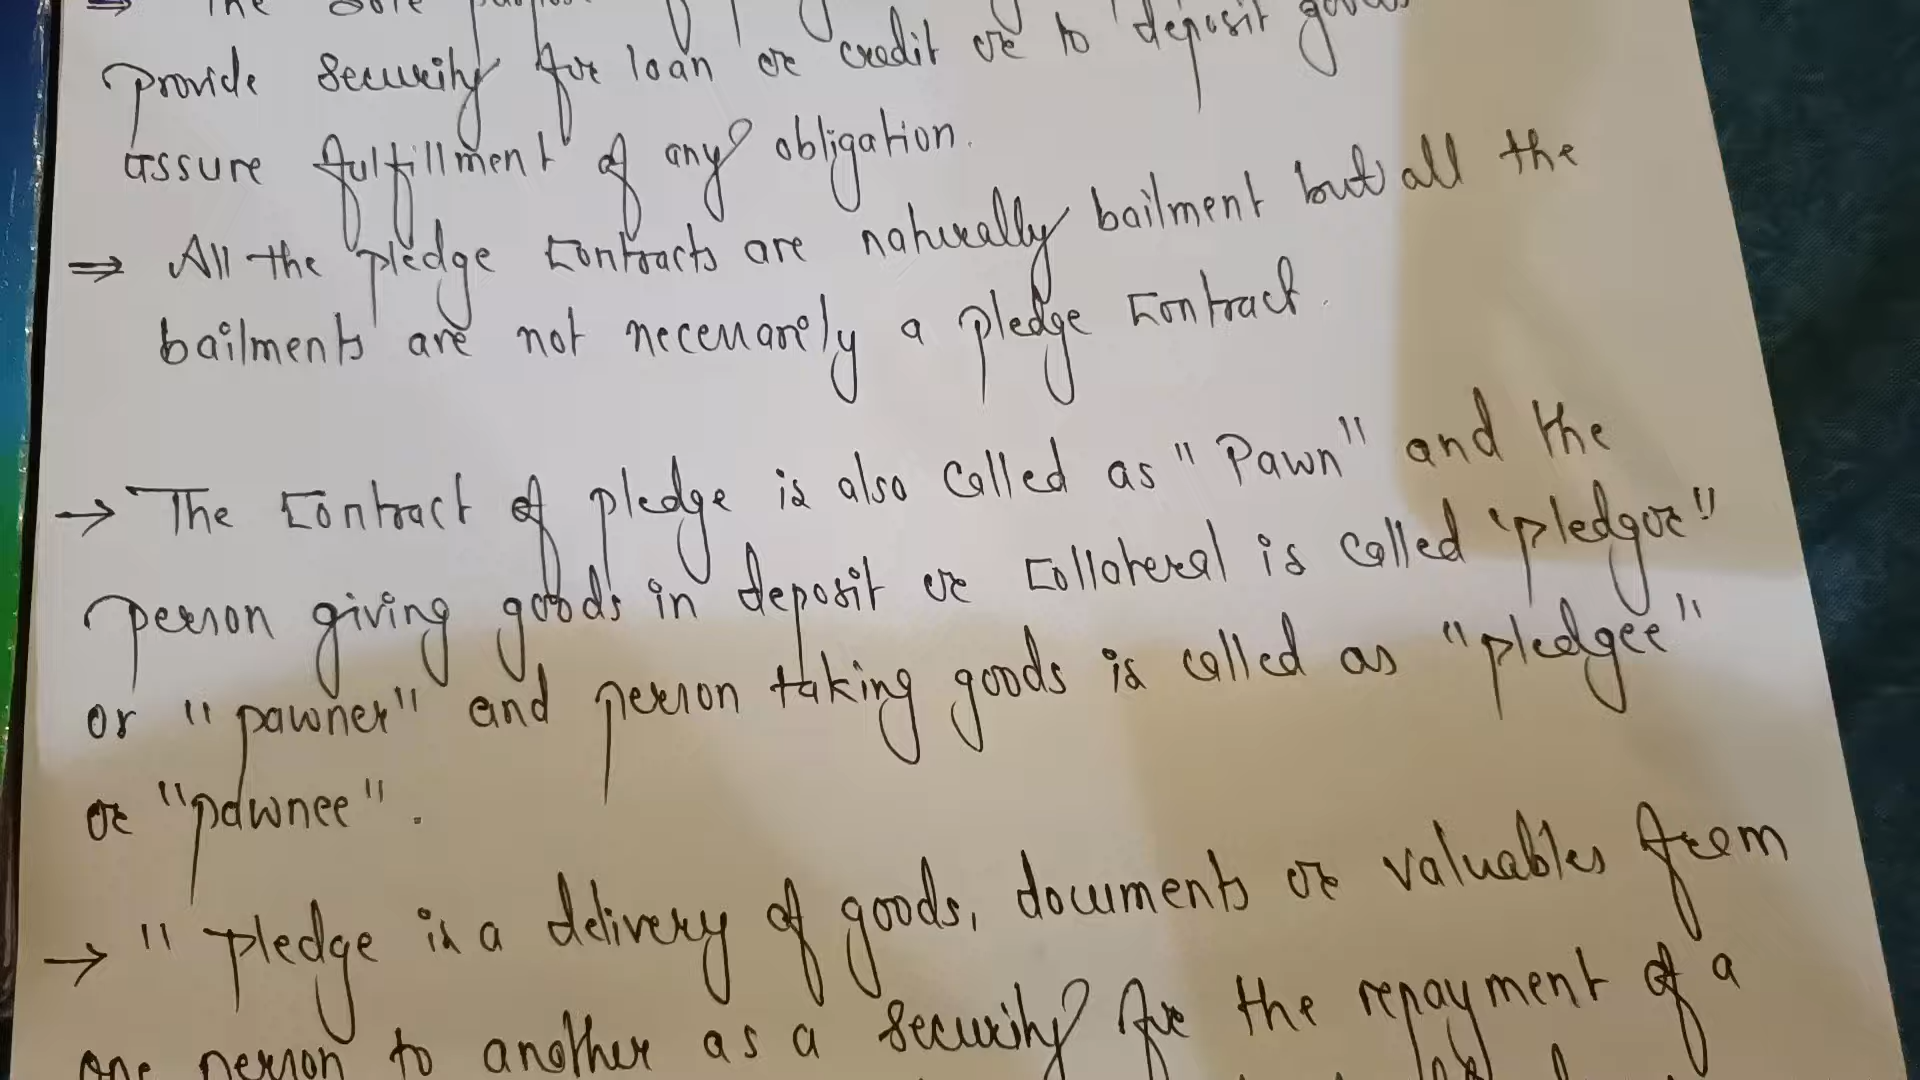 ⇒ The sole
provide security for loan or credit or to deposit goods
assure fulfillment of any obligation.
⇒ All the pledge contracts are naturally bailment but all the
bailments are not necessarily a pledge contract.
→ The contract of pledge is also called as "Pawn" and the
person giving goods in deposit or collateral is called "pledgor"
or "pawner" and person taking goods is called as "pledgee"
or "pawnee".
→ "Pledge is a delivery of goods, documents or valuables from
one person to another as a security for the repayment of a